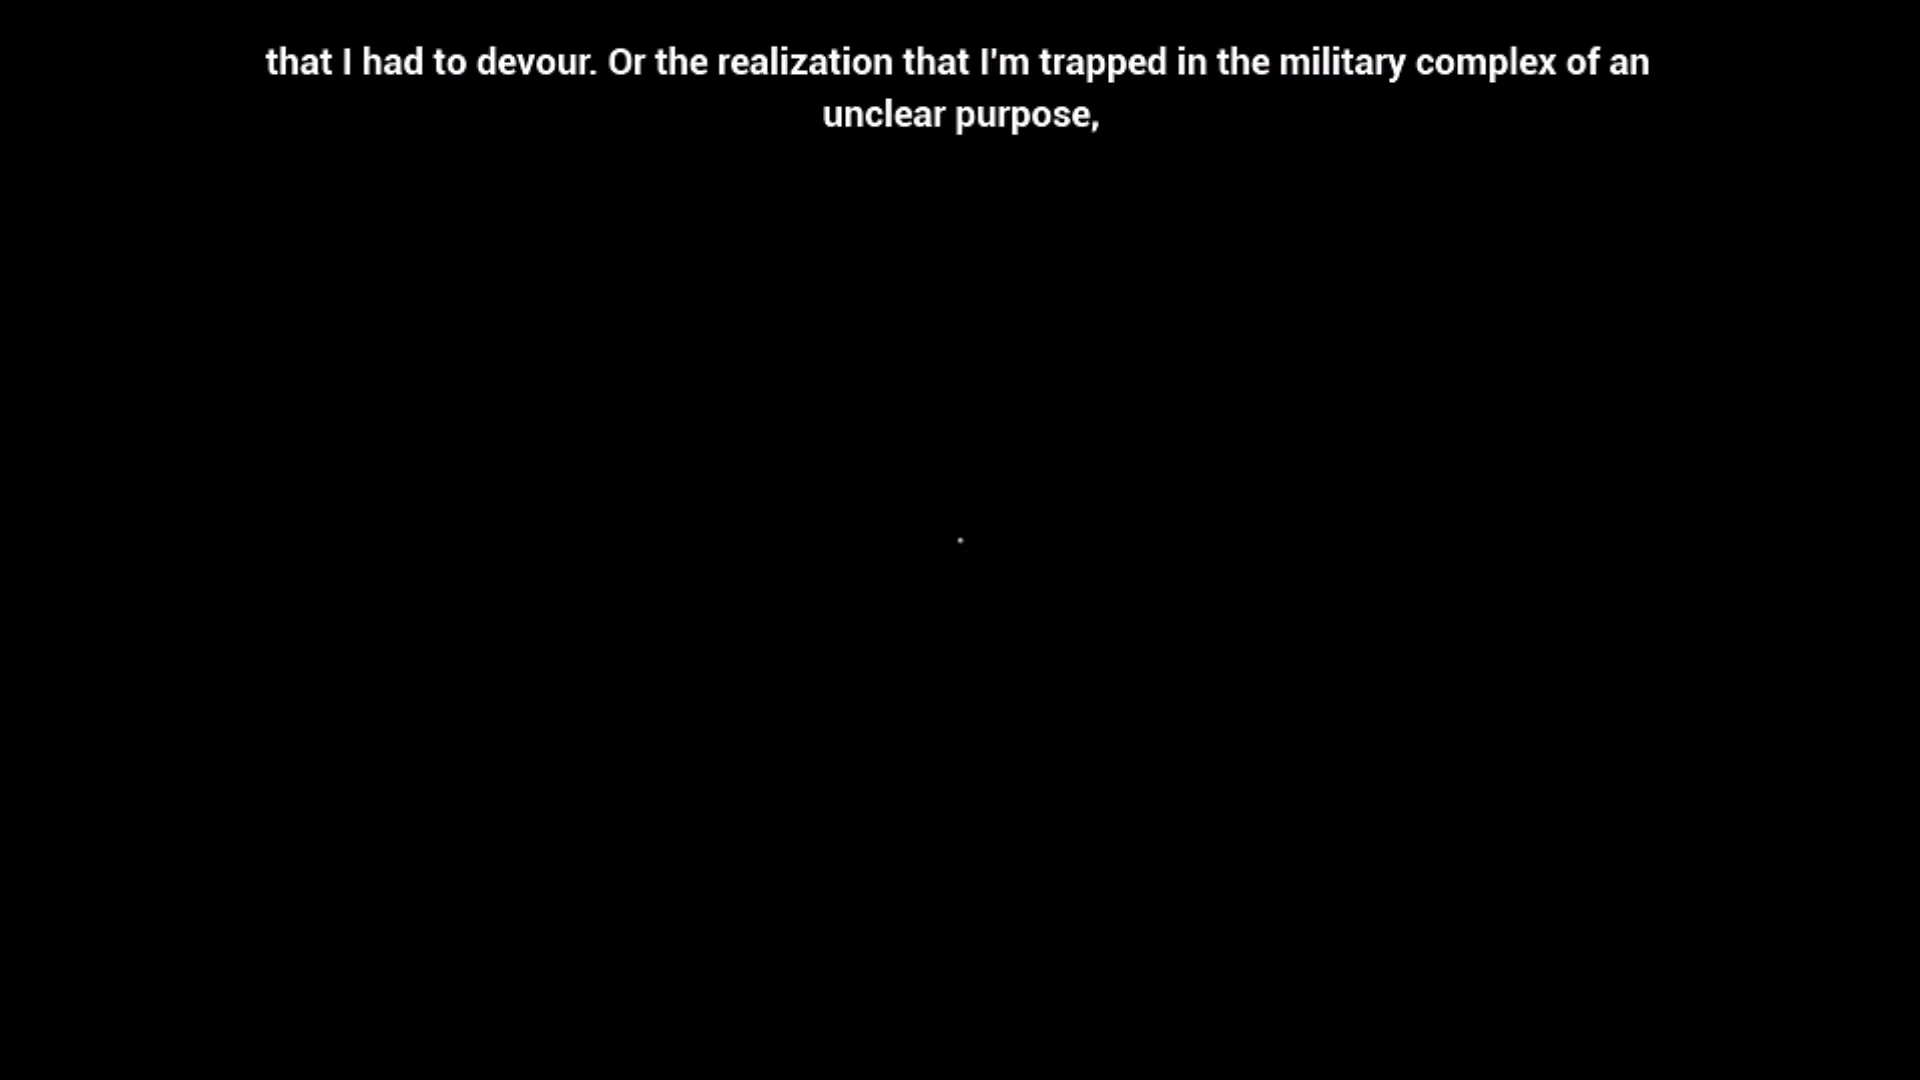 that I had to devour. Or the realization that I'm trapped in the military complex of an
unclear purpose,